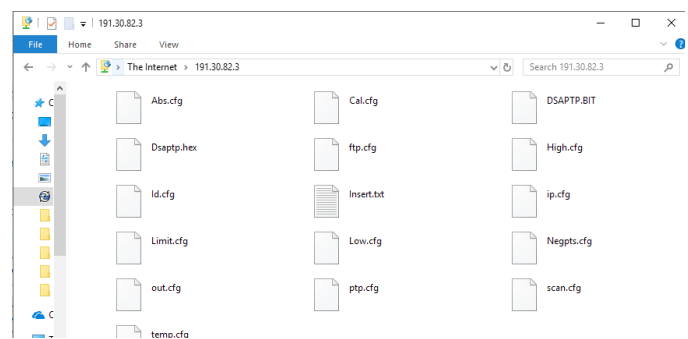 191.30.82.3
File Home Share View
The Internet > 191.30.82.3
Search 191.30.82.3
Abs.cfg Cal.cfg DSAPTP.BIT
Dsaptp.hex ftp.cfg High.cfg
Id.cfg Insert.txt ip.cfg
Limit.cfg Low.cfg Negpts.cfg
out.cfg ptp.cfg scan.cfg
temp.cfg